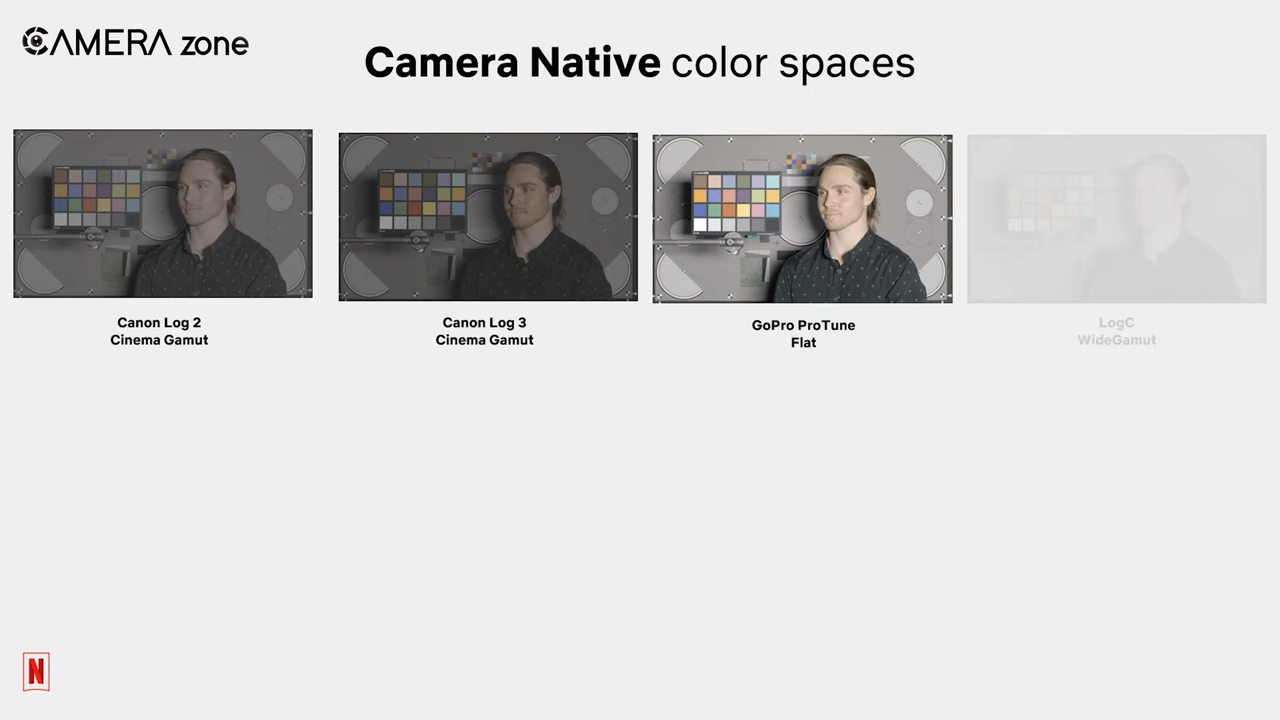 CAMERA zone
Camera Native color spaces
Canon Log 2
Cinema Gamut
Canon Log 3
Cinema Gamut
GoPro ProTune
Flat
LogC
WideGamut
N